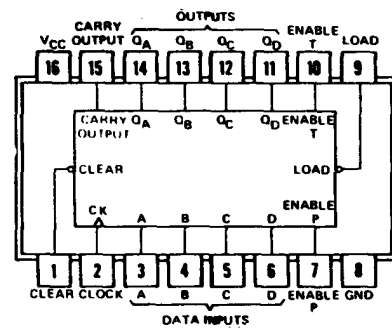 OUTPUTS
VCC CARRY OUTPUT QA QB QC QD ENABLE T LOAD
16 15 14 13 12 11 10 9
CARRY OUTPUT QA QB QC QD ENABLE T
CLEAR LOAD
CK A B C D ENABLE P
1 2 3 4 5 6 7 8
CLEAR CLOCK A B C D ENABLE P GND
DATA INPUTS